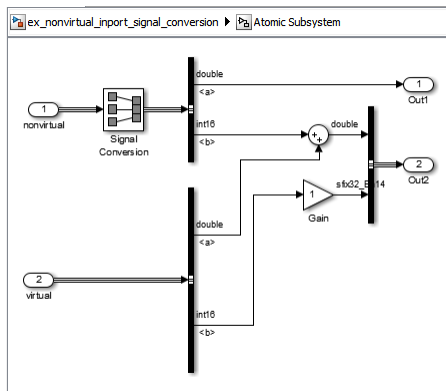 ex_nonvirtual_inport_signal_conversion Atomic Subsystem
double
<a>
1
Out1
1
nonvirtual
Signal
Conversion
int16
<b>
double
2
Out2
double
<a>
1
Gain
2
virtual
int16
<b>